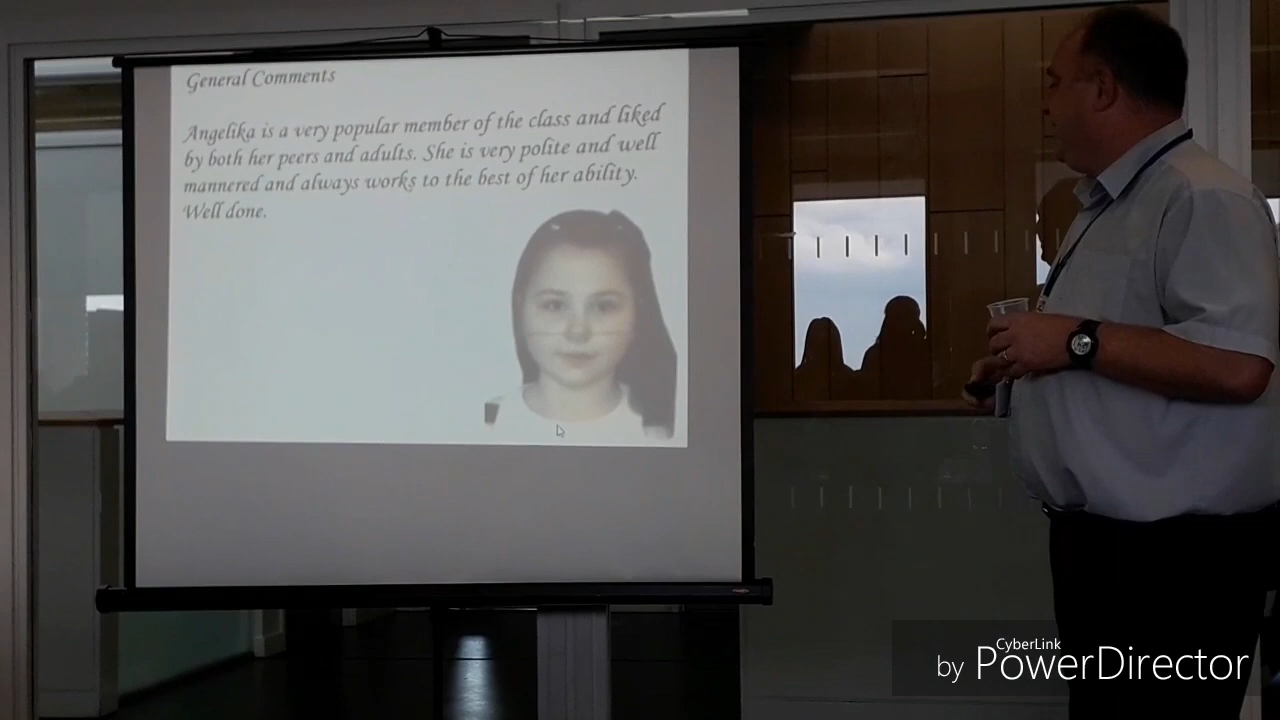 General Comments
Angelika is a very popular member of the class and liked
by both her peers and adults. She is very polite and well
mannered and always works to the best of her ability.
Well done.
CyberLink
by PowerDirector